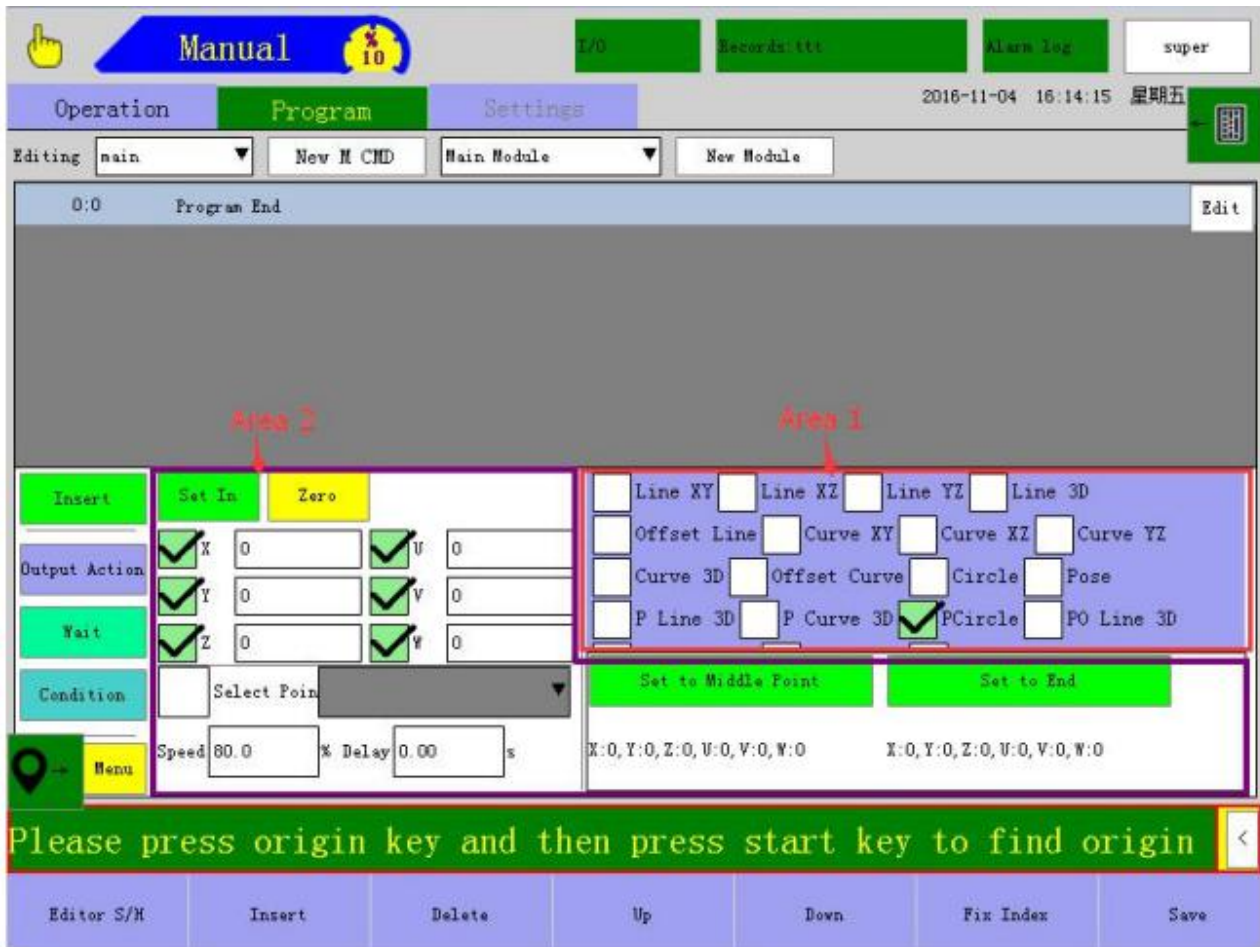 Manual % 10 I/O Records:ttt Alarm log super
Operation Program Settings 2016-11-04 16:14:15 星期五
Editing main New M CMD Main Module New Module
0:0 Program End Edit
Area 2 Area 1
Insert Set In Zero Line XY Line XZ Line YZ Line 3D
Offset Line Curve XY Curve XZ Curve YZ
X 0 U 0
Output Action Curve 3D Offset Curve Circle Pose
Y 0 V 0
P Line 3D P Curve 3D PCircle PO Line 3D
Wait Z 0 W 0
Condition Select Poin Set to Middle Point Set to End
Menu Speed 80.0 % Delay 0.00 s X:0,Y:0,Z:0,U:0,V:0,W:0 X:0,Y:0,Z:0,U:0,V:0,W:0
Please press origin key and then press start key to find origin <
Editor S/H Insert Delete Up Down Fix Index Save